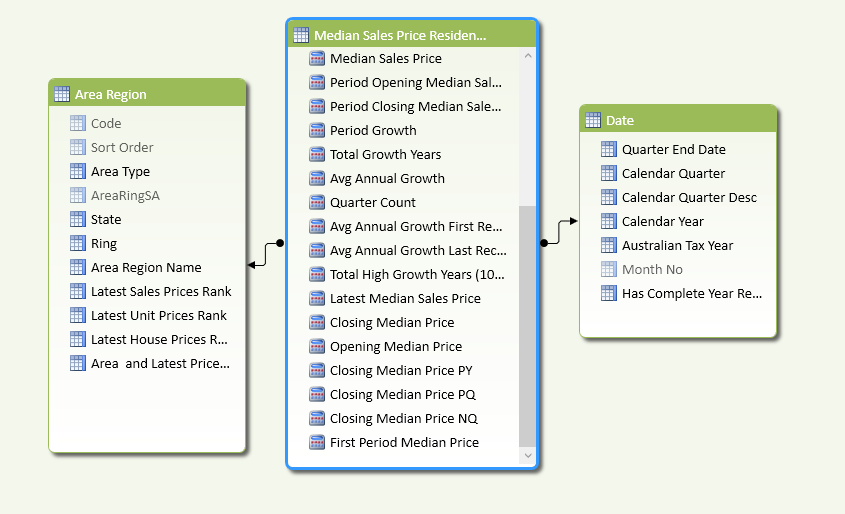 Area Region
Code
Sort Order
Area Type
AreaRingSA
State
Ring
Area Region Name
Latest Sales Prices Rank
Latest Unit Prices Rank
Latest House Prices R...
Area  and Latest Price...
Median Sales Price Residen...
Median Sales Price
Period Opening Median Sal...
Period Closing Median Sale...
Period Growth
Total Growth Years
Avg Annual Growth
Quarter Count
Avg Annual Growth First Re...
Avg Annual Growth Last Rec...
Total High Growth Years (10...
Latest Median Sales Price
Closing Median Price
Opening Median Price
Closing Median Price PY
Closing Median Price PQ
Closing Median Price NQ
First Period Median Price
Date
Quarter End Date
Calendar Quarter
Calendar Quarter Desc
Calendar Year
Australian Tax Year
Month No
Has Complete Year Re...